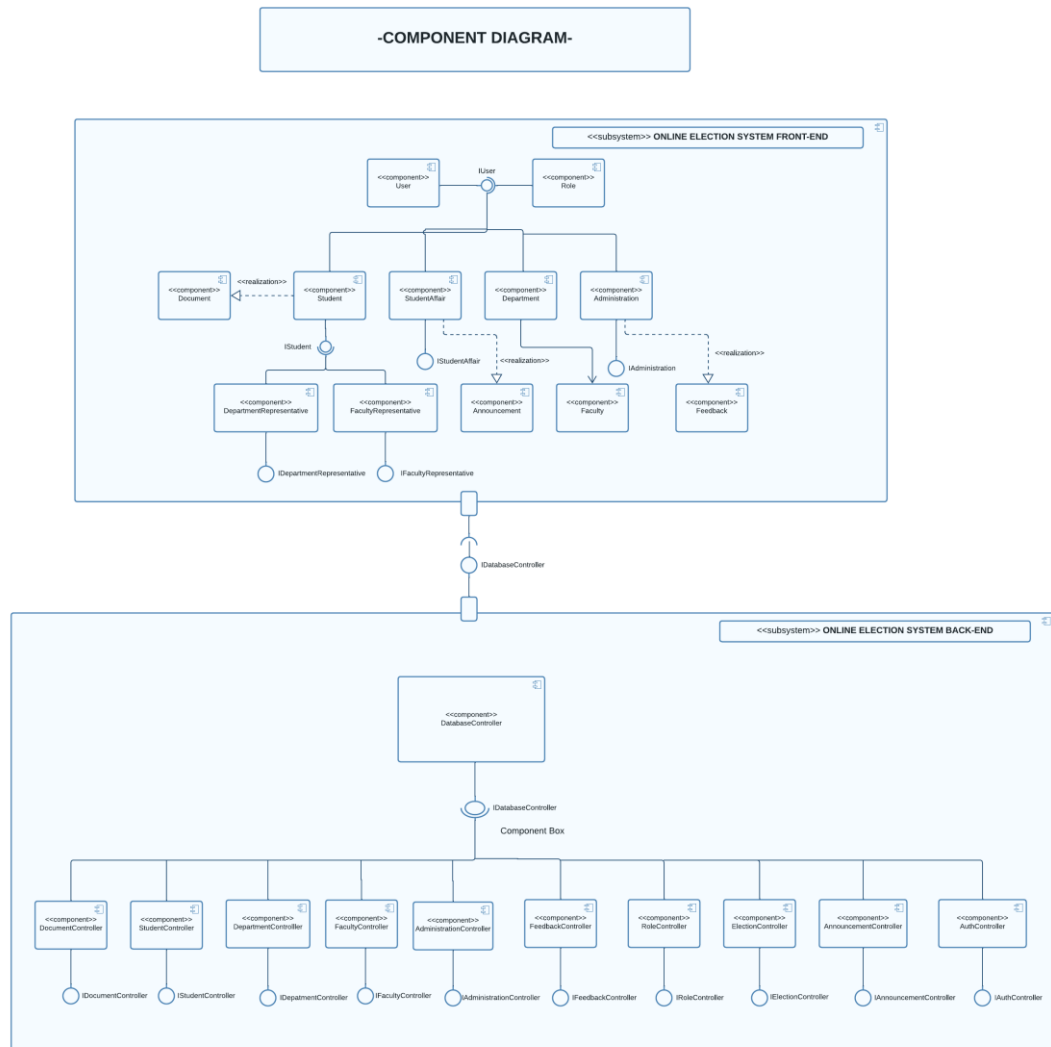 -COMPONENT DIAGRAM-
<<subsystem>> ONLINE ELECTION SYSTEM FRONT-END
IUser
<<component>>
User
<<component>>
Role
<<component>>
Document
<<realization>>
<<component>>
Student
<<component>>
StudentAffair
<<component>>
Department
<<component>>
Administration
IStudent
IStudentAffair
<<realization>>
IAdministration
<<realization>>
<<component>>
DepartmentRepresentative
<<component>>
FacultyRepresentative
<<component>>
Announcement
<<component>>
Faculty
<<component>>
Feedback
IDepartmentRepresentative
IFacultyRepresentative
IDatabaseController
<<subsystem>> ONLINE ELECTION SYSTEM BACK-END
<<component>>
DatabaseController
IDatabaseController
Component Box
<<component>>
DocumentController
<<component>>
StudentController
<<component>>
DepartmentController
<<component>>
FacultyController
<<component>>
AdministrationController
<<component>>
FeedbackController
<<component>>
RoleController
<<component>>
ElectionController
<<component>>
AnnouncementController
<<component>>
AuthController
IDocumentController
IStudentController
IDepatmentController
IFacultyController
IAdministrationController
IFeedbackController
IRoleController
IElectionController
IAnnouncementController
IAuthController